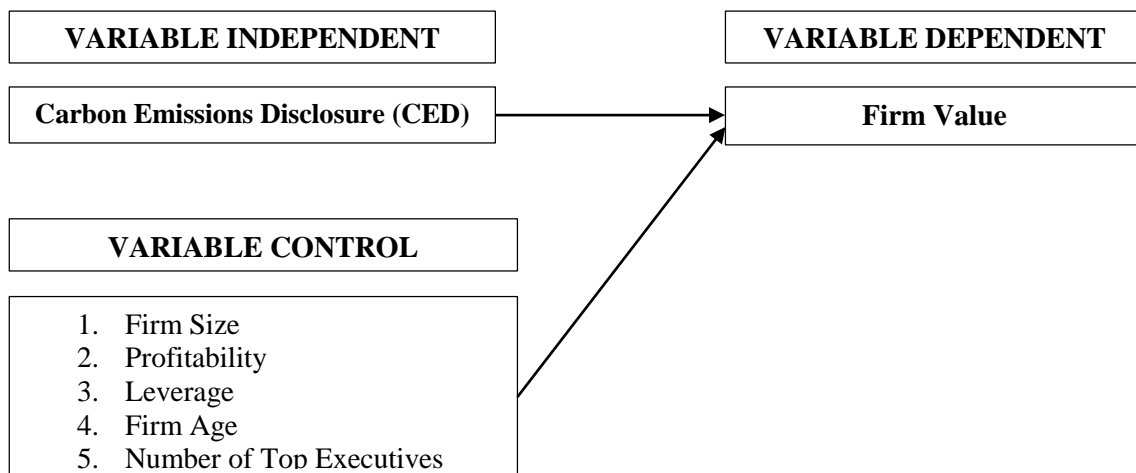 VARIABLE INDEPENDENT
VARIABLE DEPENDENT
Carbon Emissions Disclosure (CED)
Firm Value
VARIABLE CONTROL
1. Firm Size
2. Profitability
3. Leverage
4. Firm Age
5. Number of Top Executives